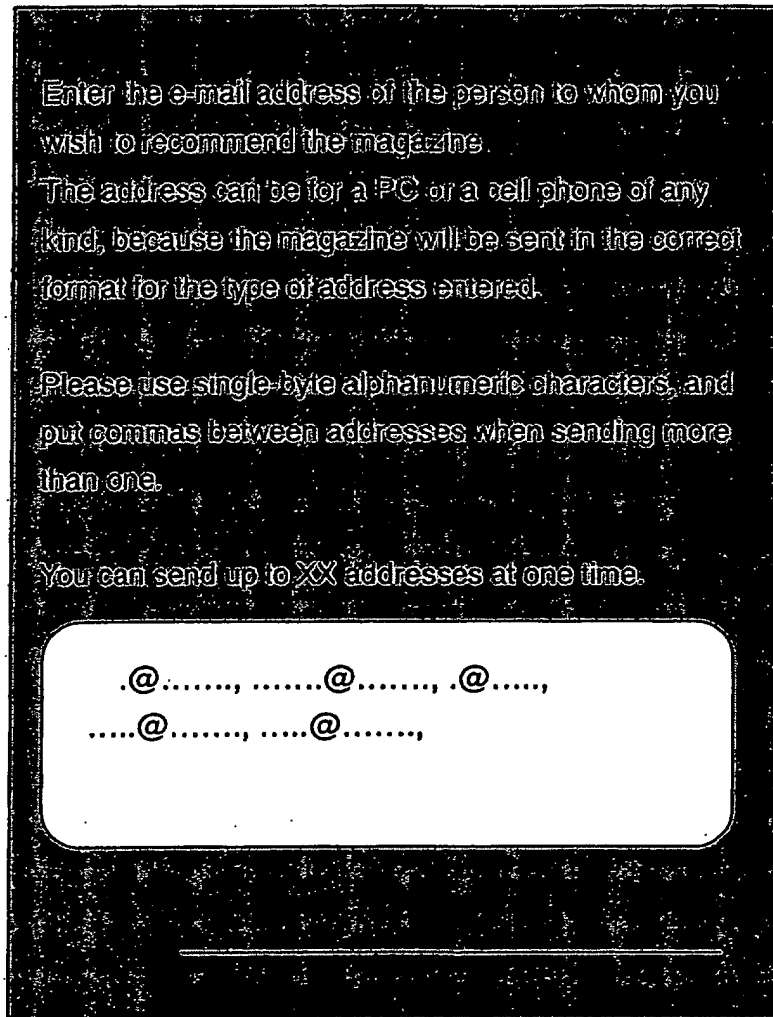 Enter the e-mail address of the person to whom you
wish to recommend the magazine
The address can be for a PC or a cell phone of any
kind, because the magazine will be sent in the correct
format for the type of address entered.
Please use single-byte alphanumeric characters, and
put commas between addresses when sending more
than one.
You can send up to XX addresses at one time.
.@......., .......@......., .@.....,
.....@......., .....@.......,